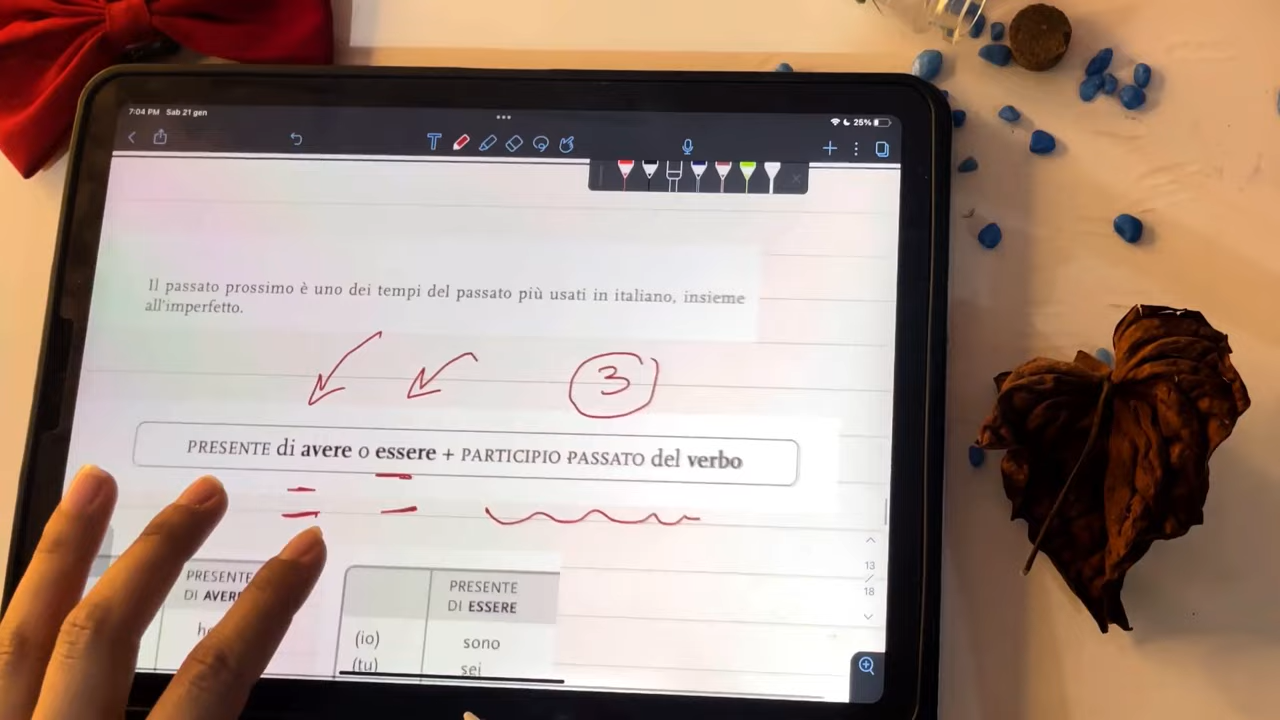 7:04 PM Sab 21 gen
25%
Il passato prossimo è uno dei tempi del passato più usati in italiano, insieme
all'imperfetto.
3
PRESENTE di avere o essere + PARTICIPIO PASSATO del verbo
PRESENTE
DI AVERE
PRESENTE
DI ESSERE
(io) sono
(tu) sei
13
/
18